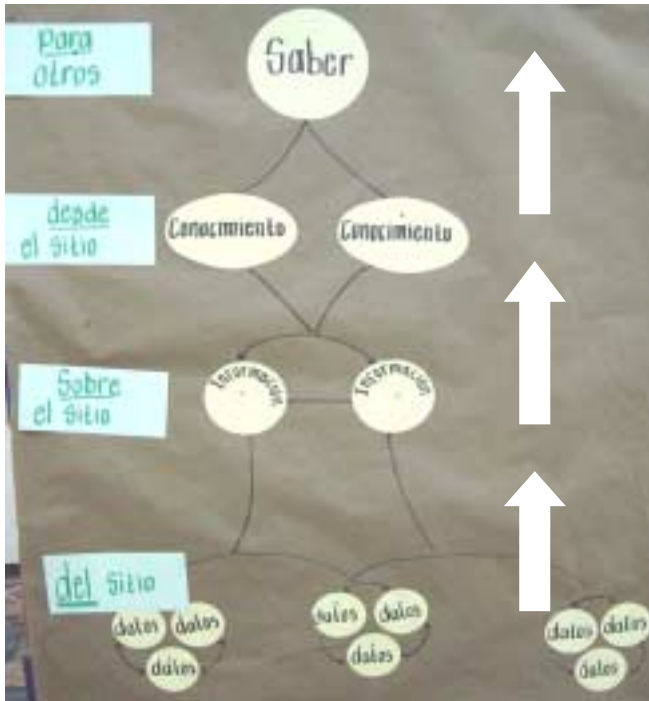 Para
otros
Saber
desde
el sitio
Conocimiento
Conocimiento
Sobre
el sitio
Información
Información
del sitio
datos
datos
datos
datos
datos
datos
datos
datos
datos